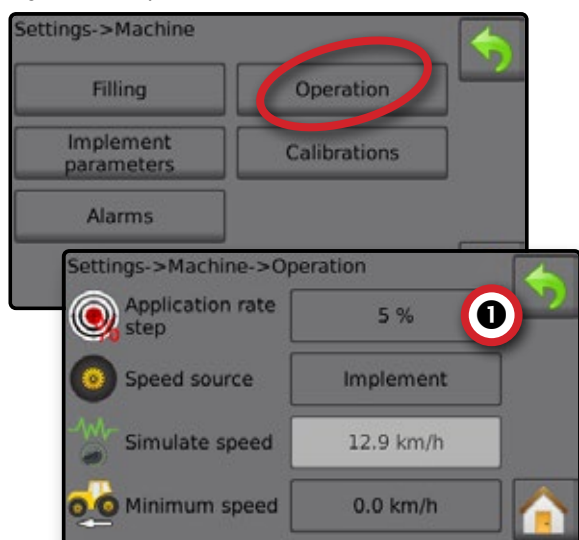 Settings->Machine
Filling
Operation
Implement
parameters
Calibrations
Alarms
Settings->Machine->Operation
Application rate
step
5 %
1
Speed source
Implement
Simulate speed
12.9 km/h
Minimum speed
0.0 km/h